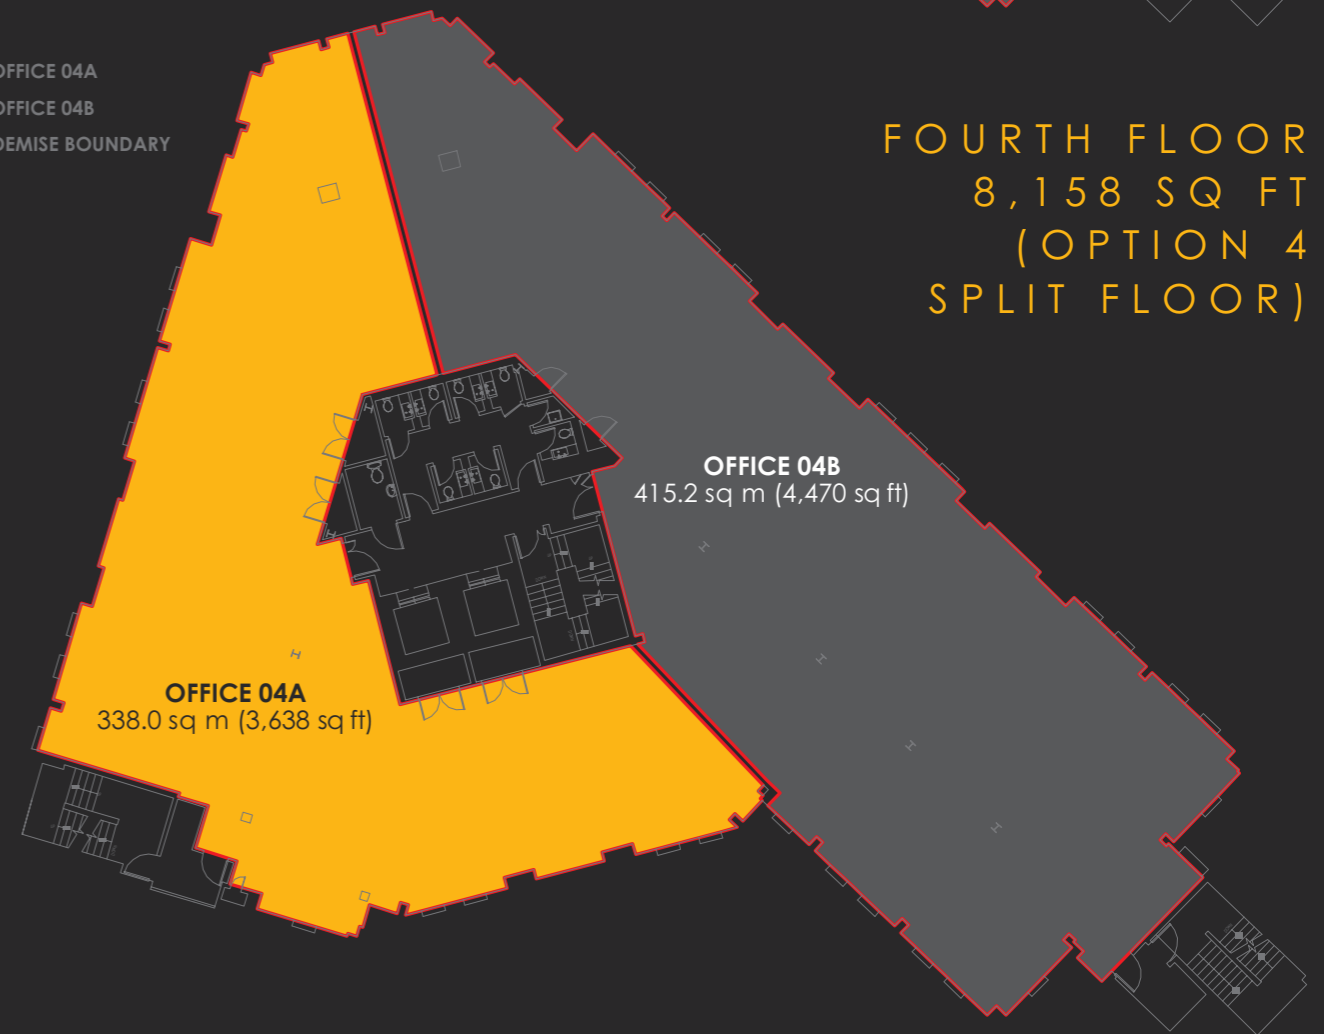 OFFICE 04A
OFFICE 04B
DEMISE BOUNDARY
FOURTH FLOOR
8,158 SQ FT
(OPTION 4
SPLIT FLOOR)
OFFICE 04B
415.2 sq m (4,470 sq ft)
OFFICE 04A
338.0 sq m (3,638 sq ft)